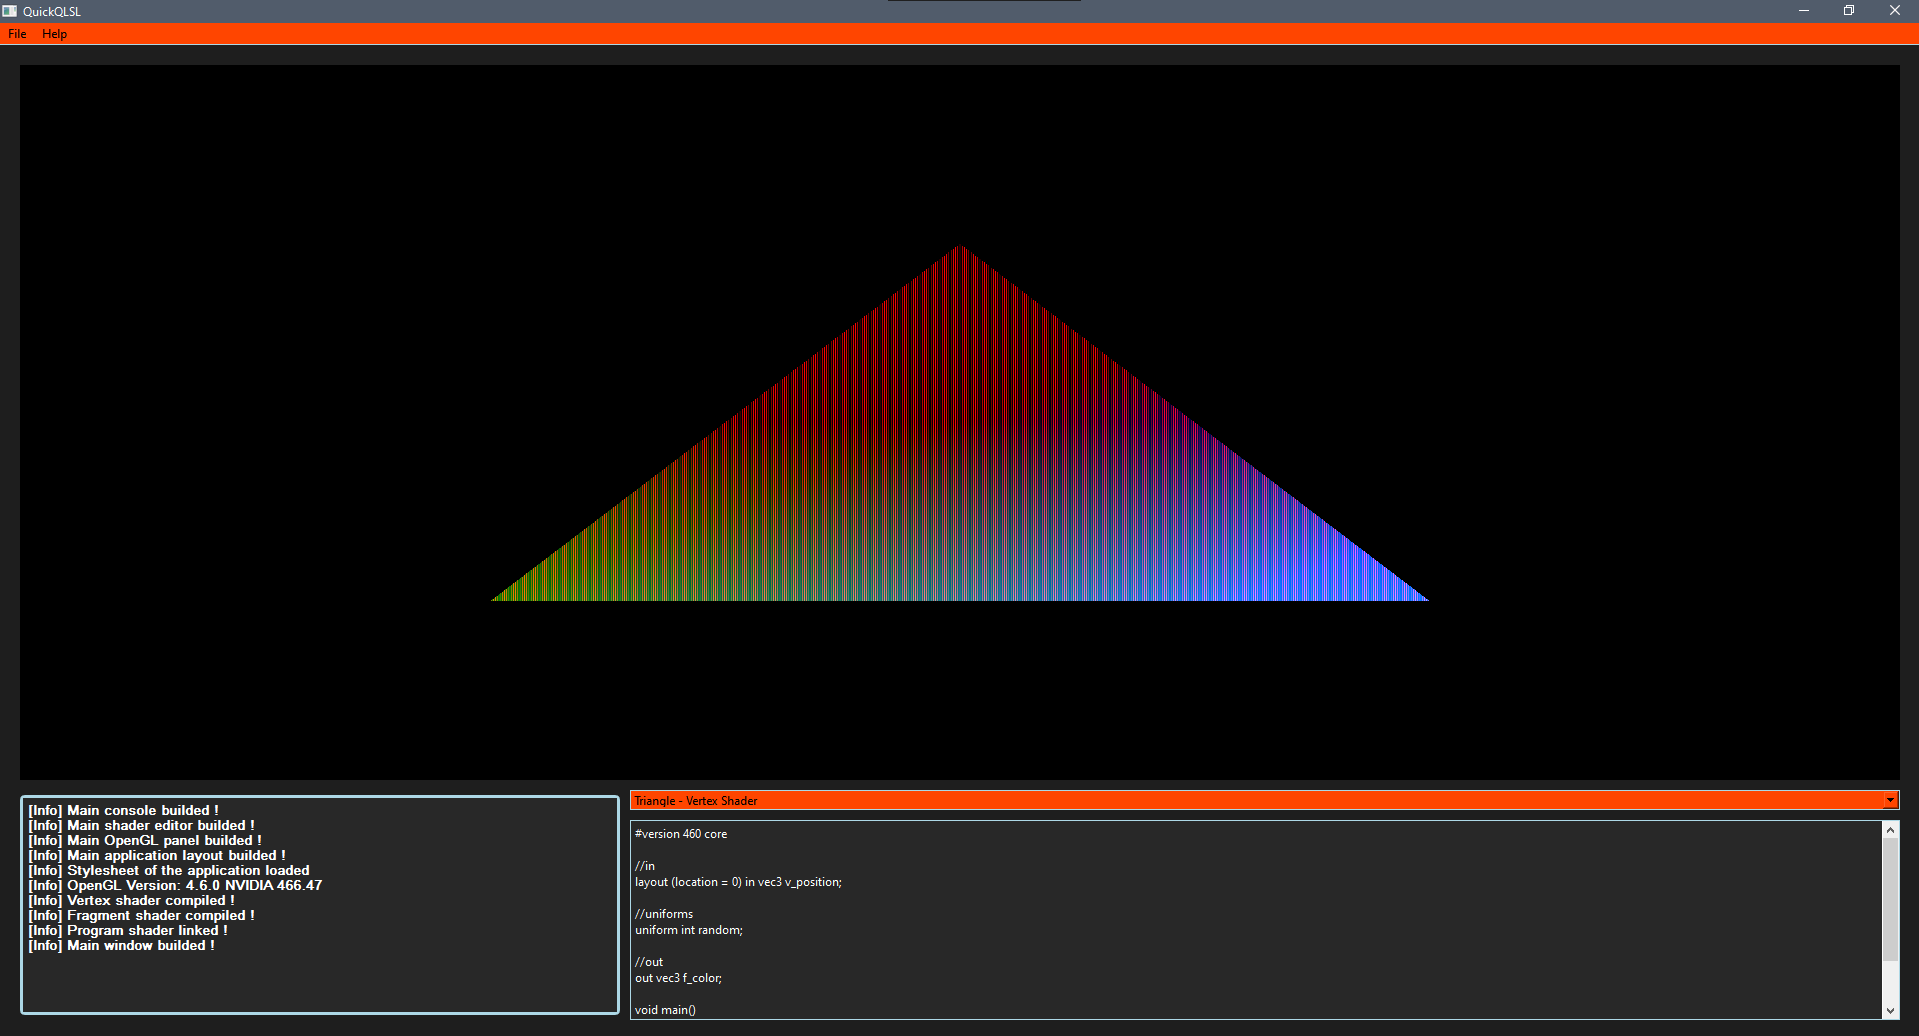 QuickQLSL
File Help
[Info] Main console builded !
[Info] Main shader editor builded !
[Info] Main OpenGL panel builded !
[Info] Main application layout builded !
[Info] Stylesheet of the application loaded
[Info] OpenGL Version: 4.6.0 NVIDIA 466.47
[Info] Vertex shader compiled !
[Info] Fragment shader compiled !
[Info] Program shader linked !
[Info] Main window builded !
Triangle - Vertex Shader
#version 460 core
//in
layout (location = 0) in vec3 v_position;
//uniforms
uniform int random;
//out
out vec3 f_color;
void main()